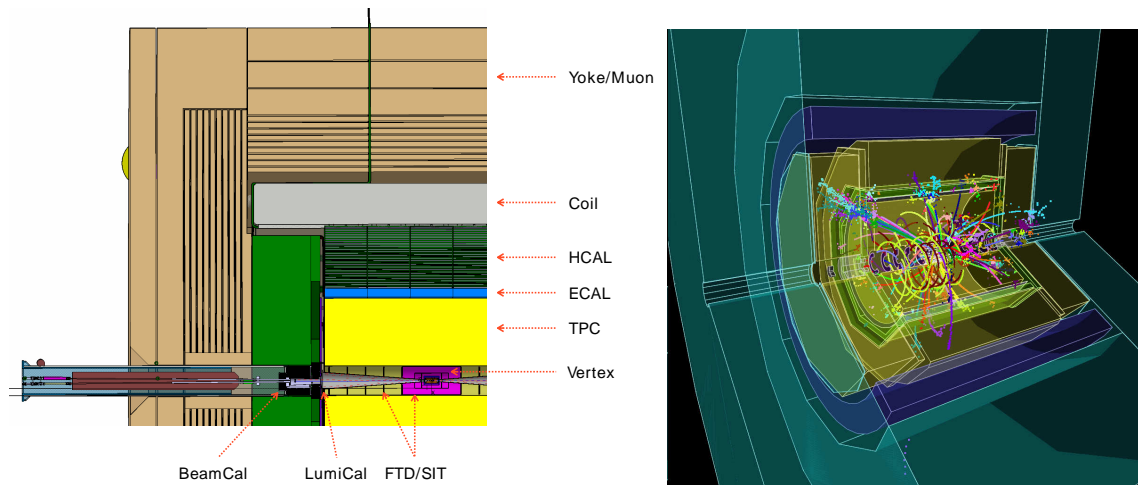 Yoke/Muon
Coil
HCAL
ECAL
TPC
Vertex
BeamCal
LumiCal
FTD/SIT